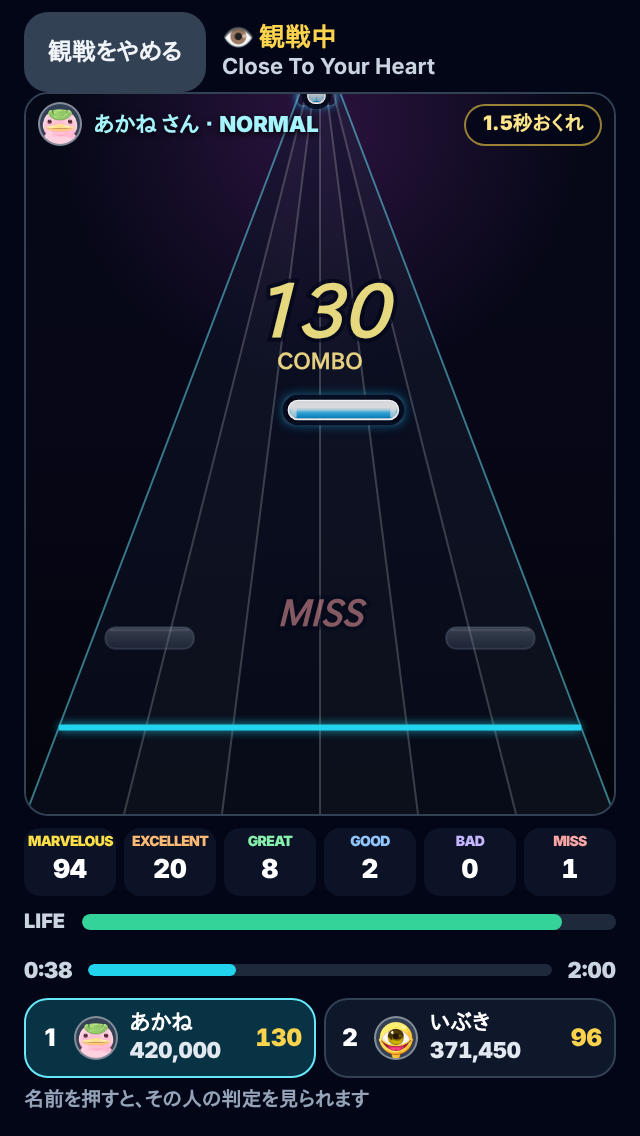 観戦をやめる
👁️ 観戦中
Close To Your Heart
あかね さん・NORMAL
1.5秒おくれ
130
COMBO
MISS
MARVELOUS EXCELLENT GREAT GOOD BAD MISS
94 20 8 2 0 1
LIFE
0:38 2:00
1 あかね 420,000 130
2 いぶき 371,450 96
名前を押すと、その人の判定を見られます